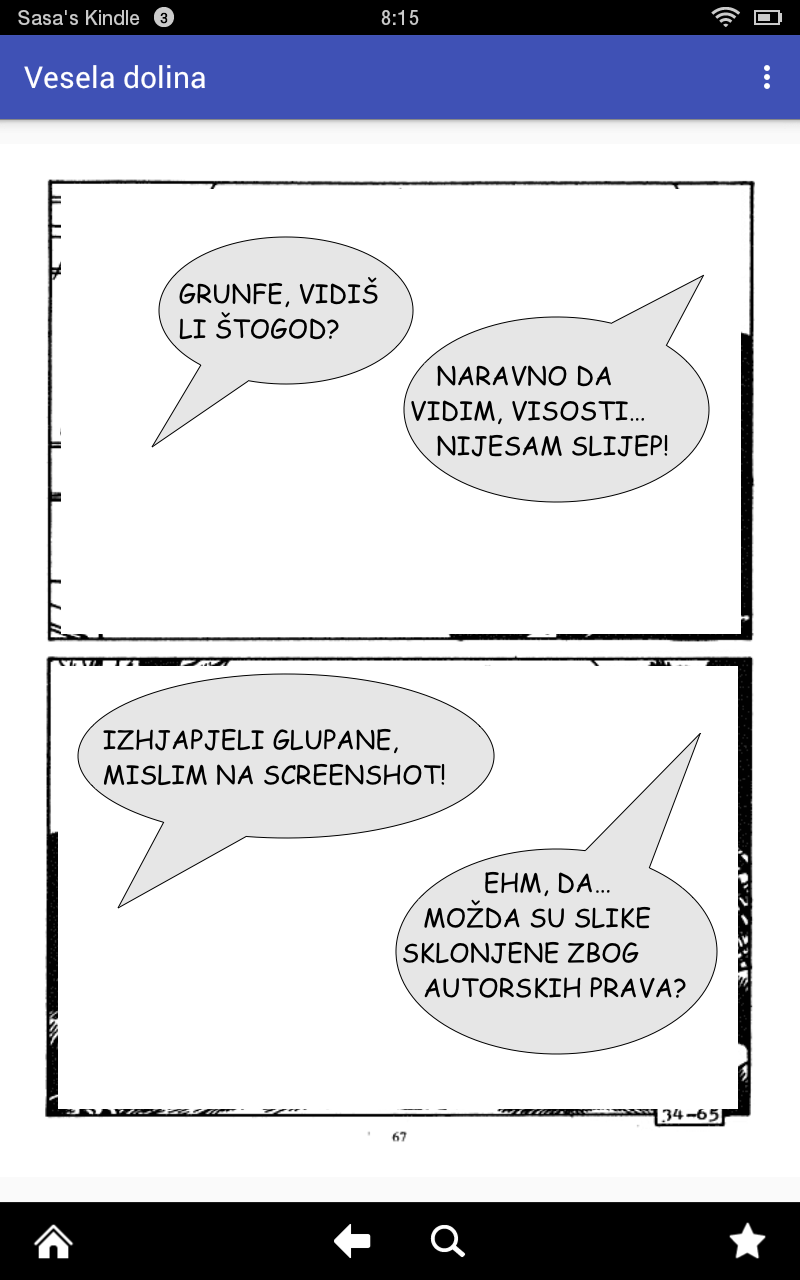 Sasa's Kindle 3 8:15
Vesela dolina
GRUNFE, VIDIŠ
LI ŠTOGOD?
NARAVNO DA
VIDIM, VISOSTI...
NIJESAM SLIJEP!
IZHJAPJELI GLUPANE,
MISLIM NA SCREENSHOT!
EHM, DA...
MOŽDA SU SLIKE
SKLONJENE ZBOG
AUTORSKIH PRAVA?
34-65
67